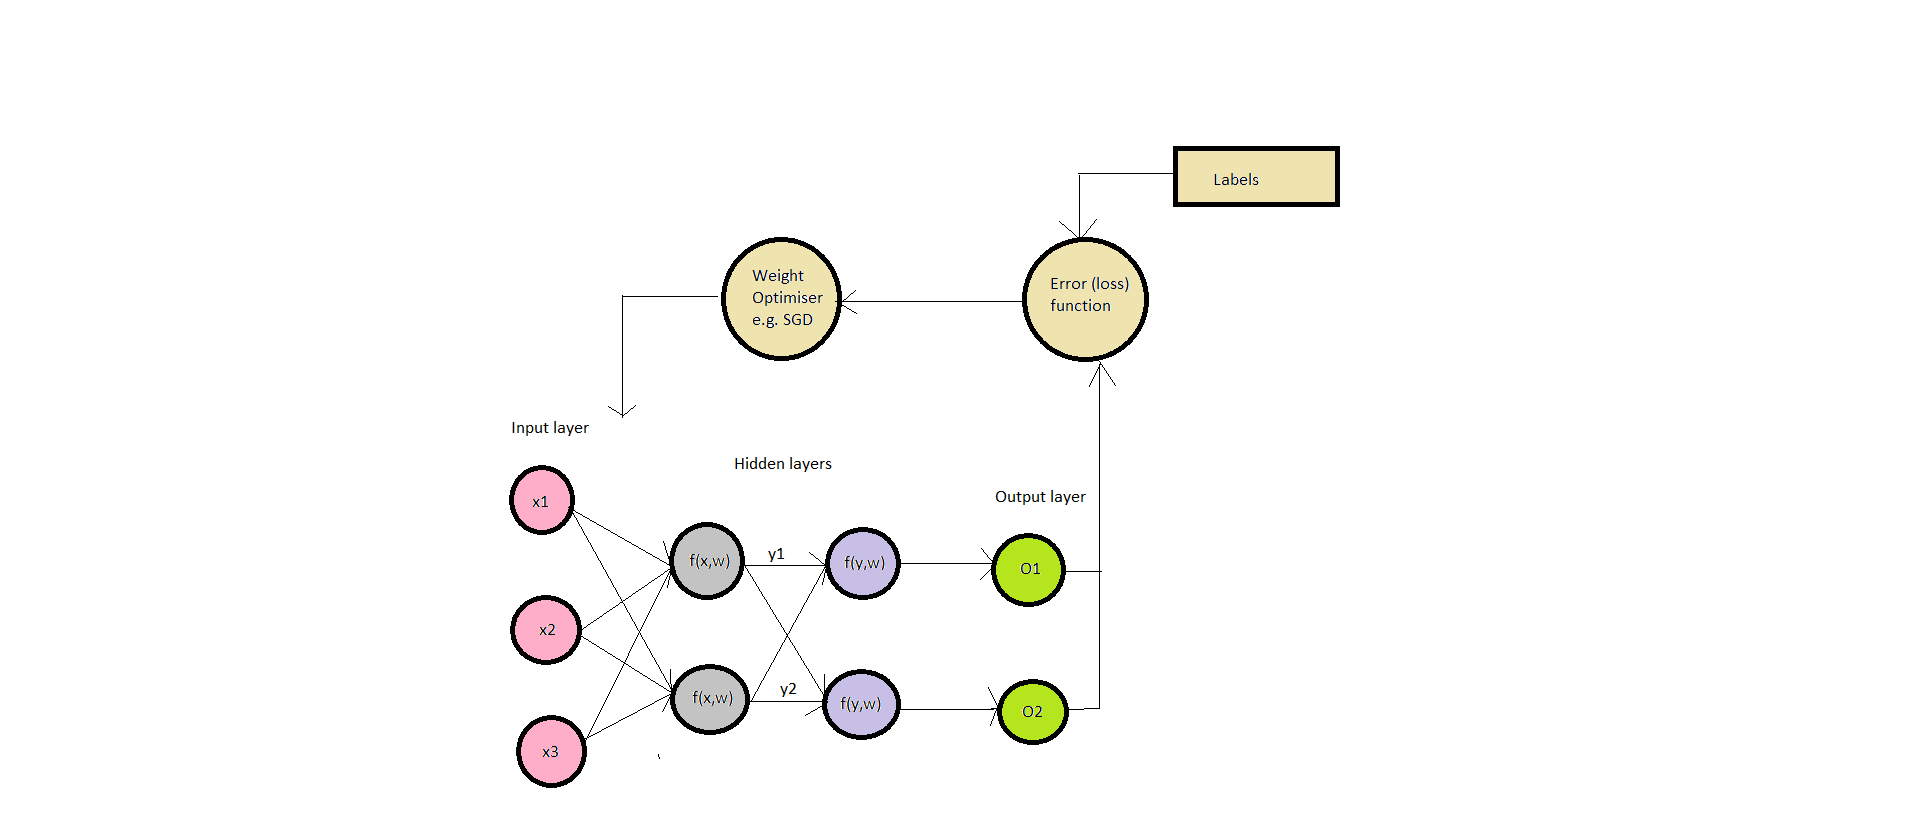 Labels
Weight
Optimiser
e.g. SGD
Error (loss)
function
Input layer
Hidden layers
Output layer
x1
f(x,w)
y1
f(y,w)
O1
x2
f(x,w)
y2
f(y,w)
O2
x3